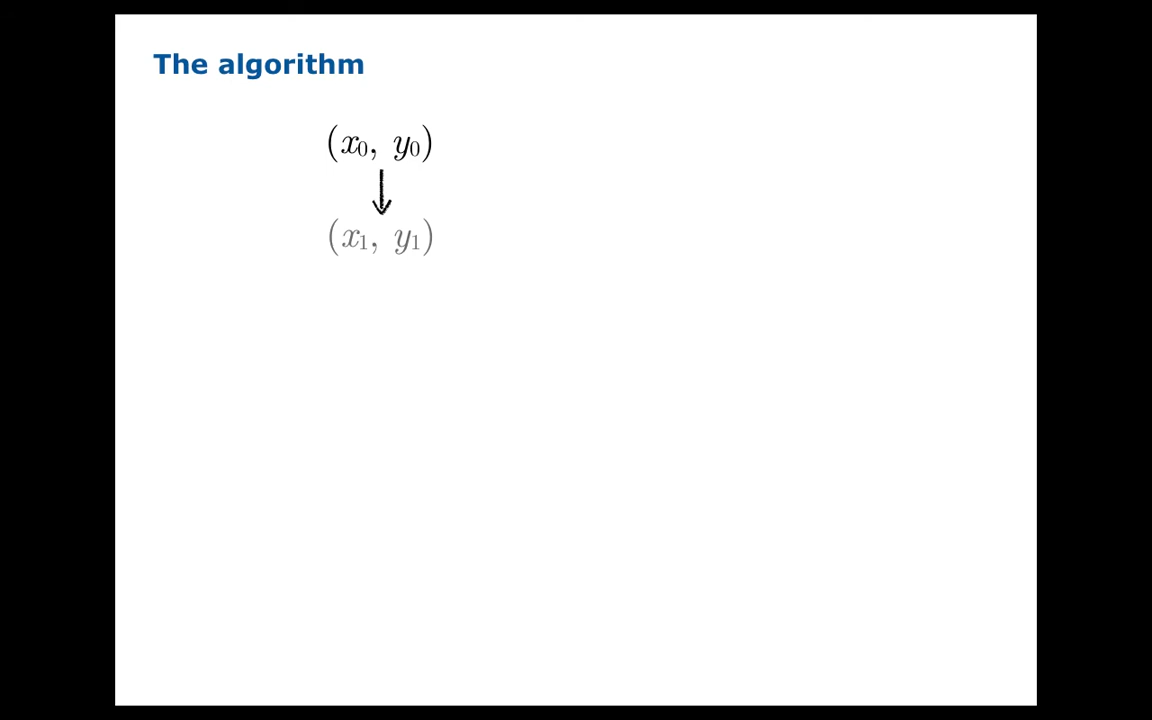 The algorithm
(x₀, y₀)
(x₁, y₁)